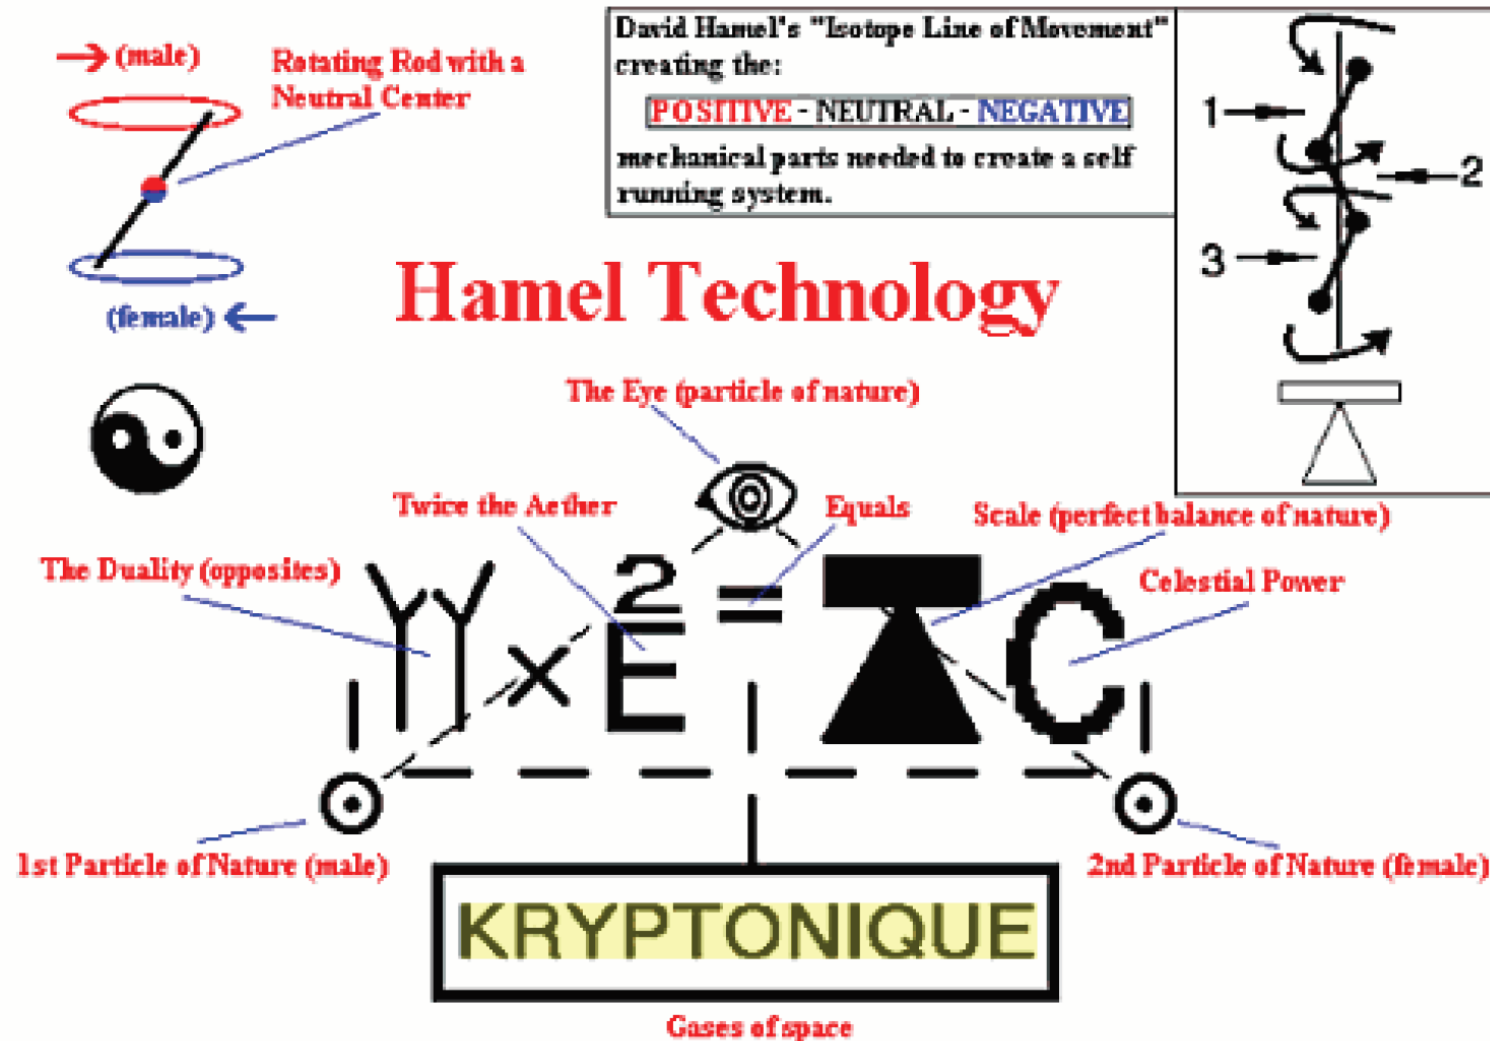 → (male)
Rotating Rod with a
Neutral Center
(female) ←
David Hamel's "Isotope Line of Movement"
creating the:
POSITIVE - NEUTRAL - NEGATIVE
mechanical parts needed to create a self
running system.
1
2
3
Hamel Technology
The Eye (particle of nature)
Twice the Aether
Equals
Scale (perfect balance of nature)
The Duality (opposites)
Celestial Power
YY × E 2 = C
1st Particle of Nature (male)
2nd Particle of Nature (female)
KRYPTONIQUE
Gases of space